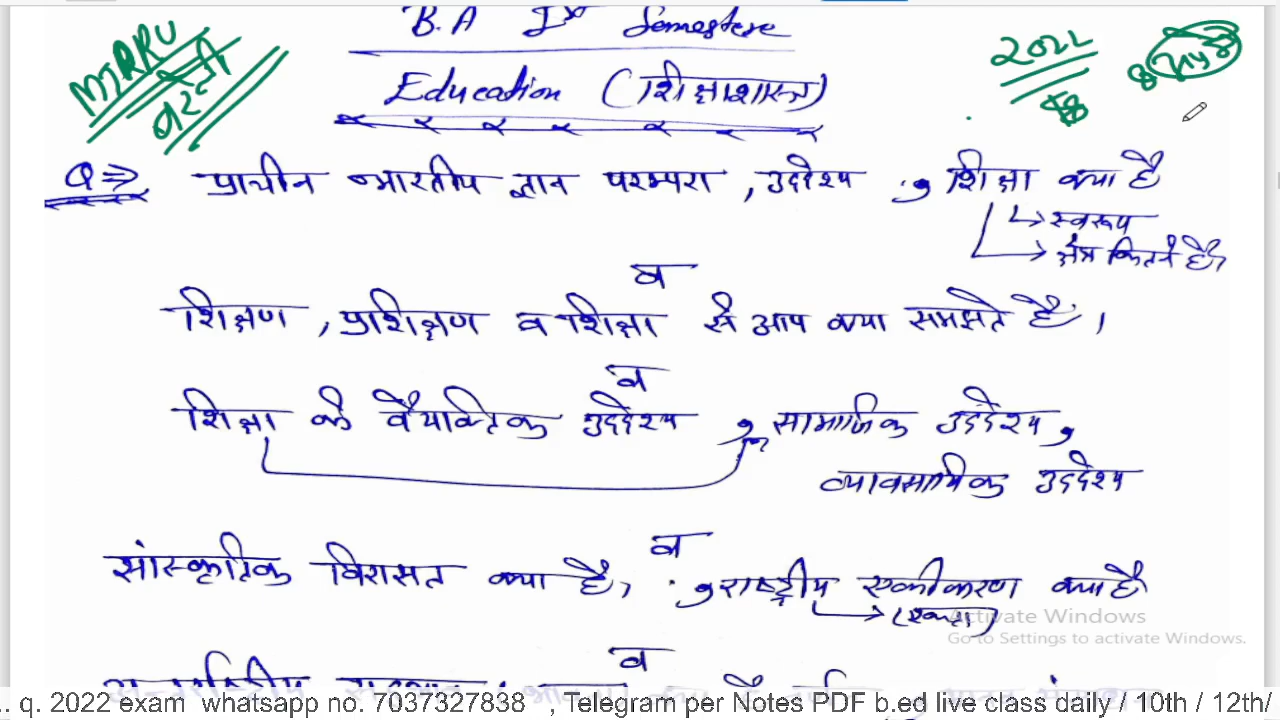 B.A Ist Semestere
MJPRU
बरेली
2022
Education (शिक्षाशास्त्र)
Q ⇒ प्राचीन भारतीय ज्ञान परम्परा , उद्देश्य , शिक्षा क्या है
↳ स्वरूप
→ क्षेत्र कितने है,
व
शिक्षण , प्रशिक्षण व शिक्षा से आप क्या समझते है ।
व
शिक्षा के वैयक्तिक उद्देश्य , सामाजिक उद्देश्य ,
व्यावसायिक उद्देश्य
व
सांस्कृतिक विरासत क्या है, , राष्ट्रीय एकीकरण क्या है
→ (एकता)
Activate Windows
Go to Settings to activate Windows.
व
.. q. 2022 exam whatsapp no. 7037327838 , Telegram per Notes PDF b.ed live class daily / 10th / 12th/